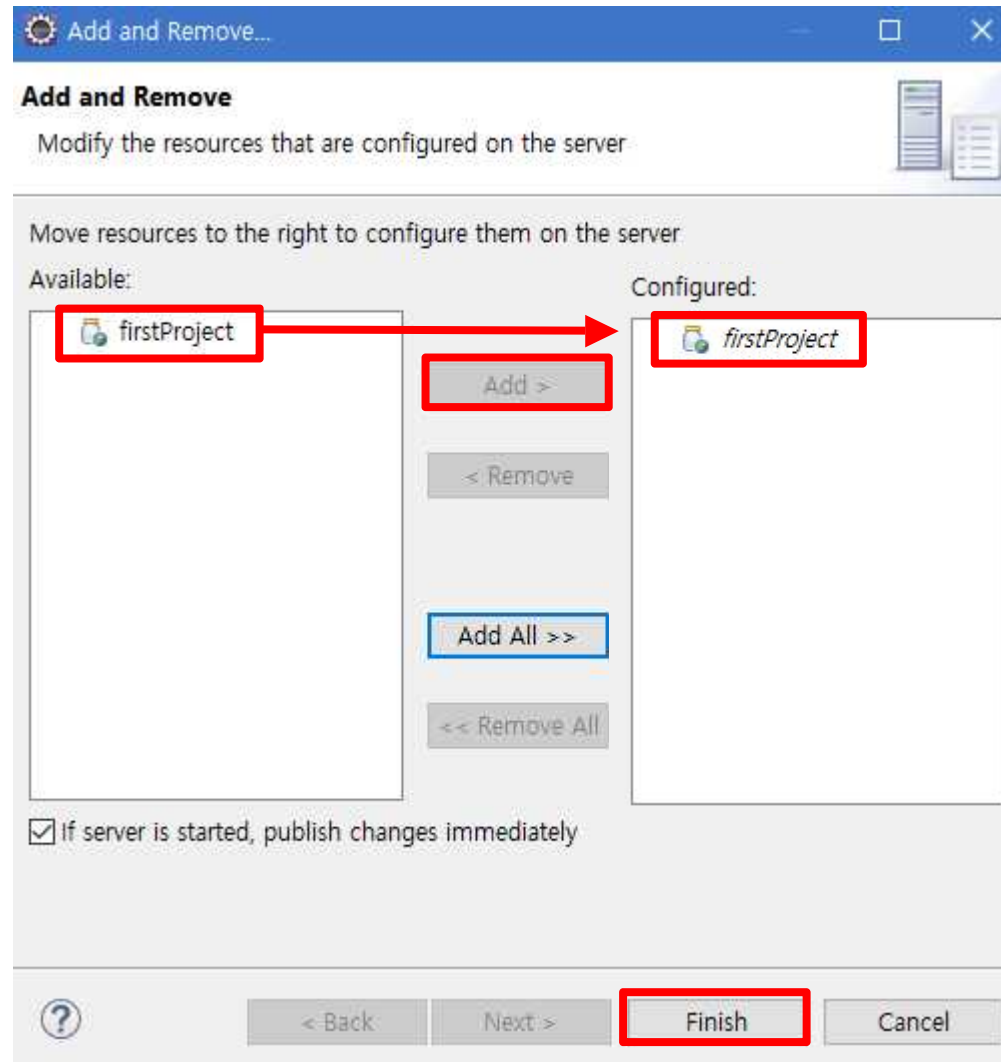 Add and Remove...
Add and Remove
Modify the resources that are configured on the server
Move resources to the right to configure them on the server
Available:
Configured:
firstProject
firstProject
Add >
< Remove
Add All >>
<< Remove All
If server is started, publish changes immediately
?
< Back
Next >
Finish
Cancel